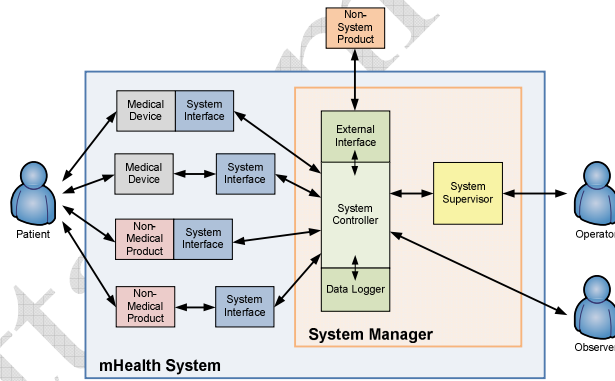 Non-
System
Product
Medical
Device
System
Interface
External
Interface
Medical
Device
System
Interface
System
Supervisor
Patient
Non-
Medical
Product
System
Interface
System
Controller
Operator
Non-
Medical
Product
System
Interface
Data Logger
System Manager
Observer
mHealth System